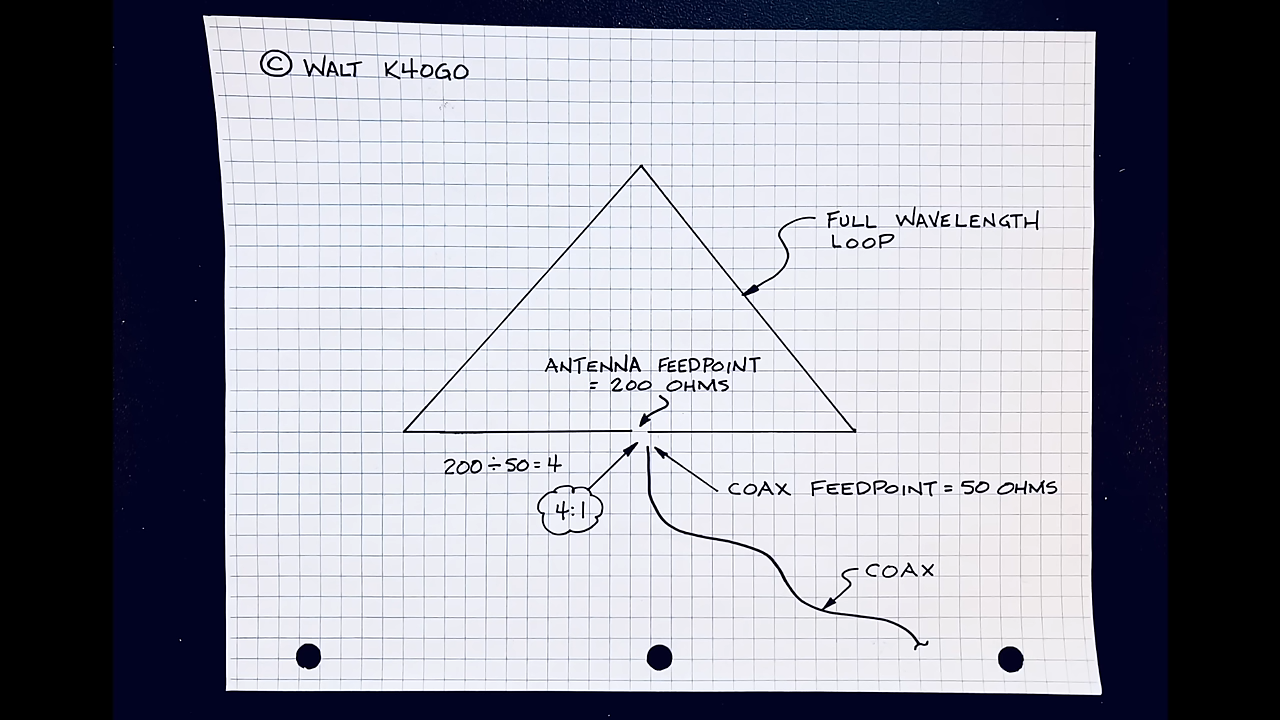 © WALT K4OGO
FULL WAVELENGTH
LOOP
ANTENNA FEEDPOINT
= 200 OHMS
200 ÷ 50 = 4
4:1
COAX FEEDPOINT = 50 OHMS
COAX